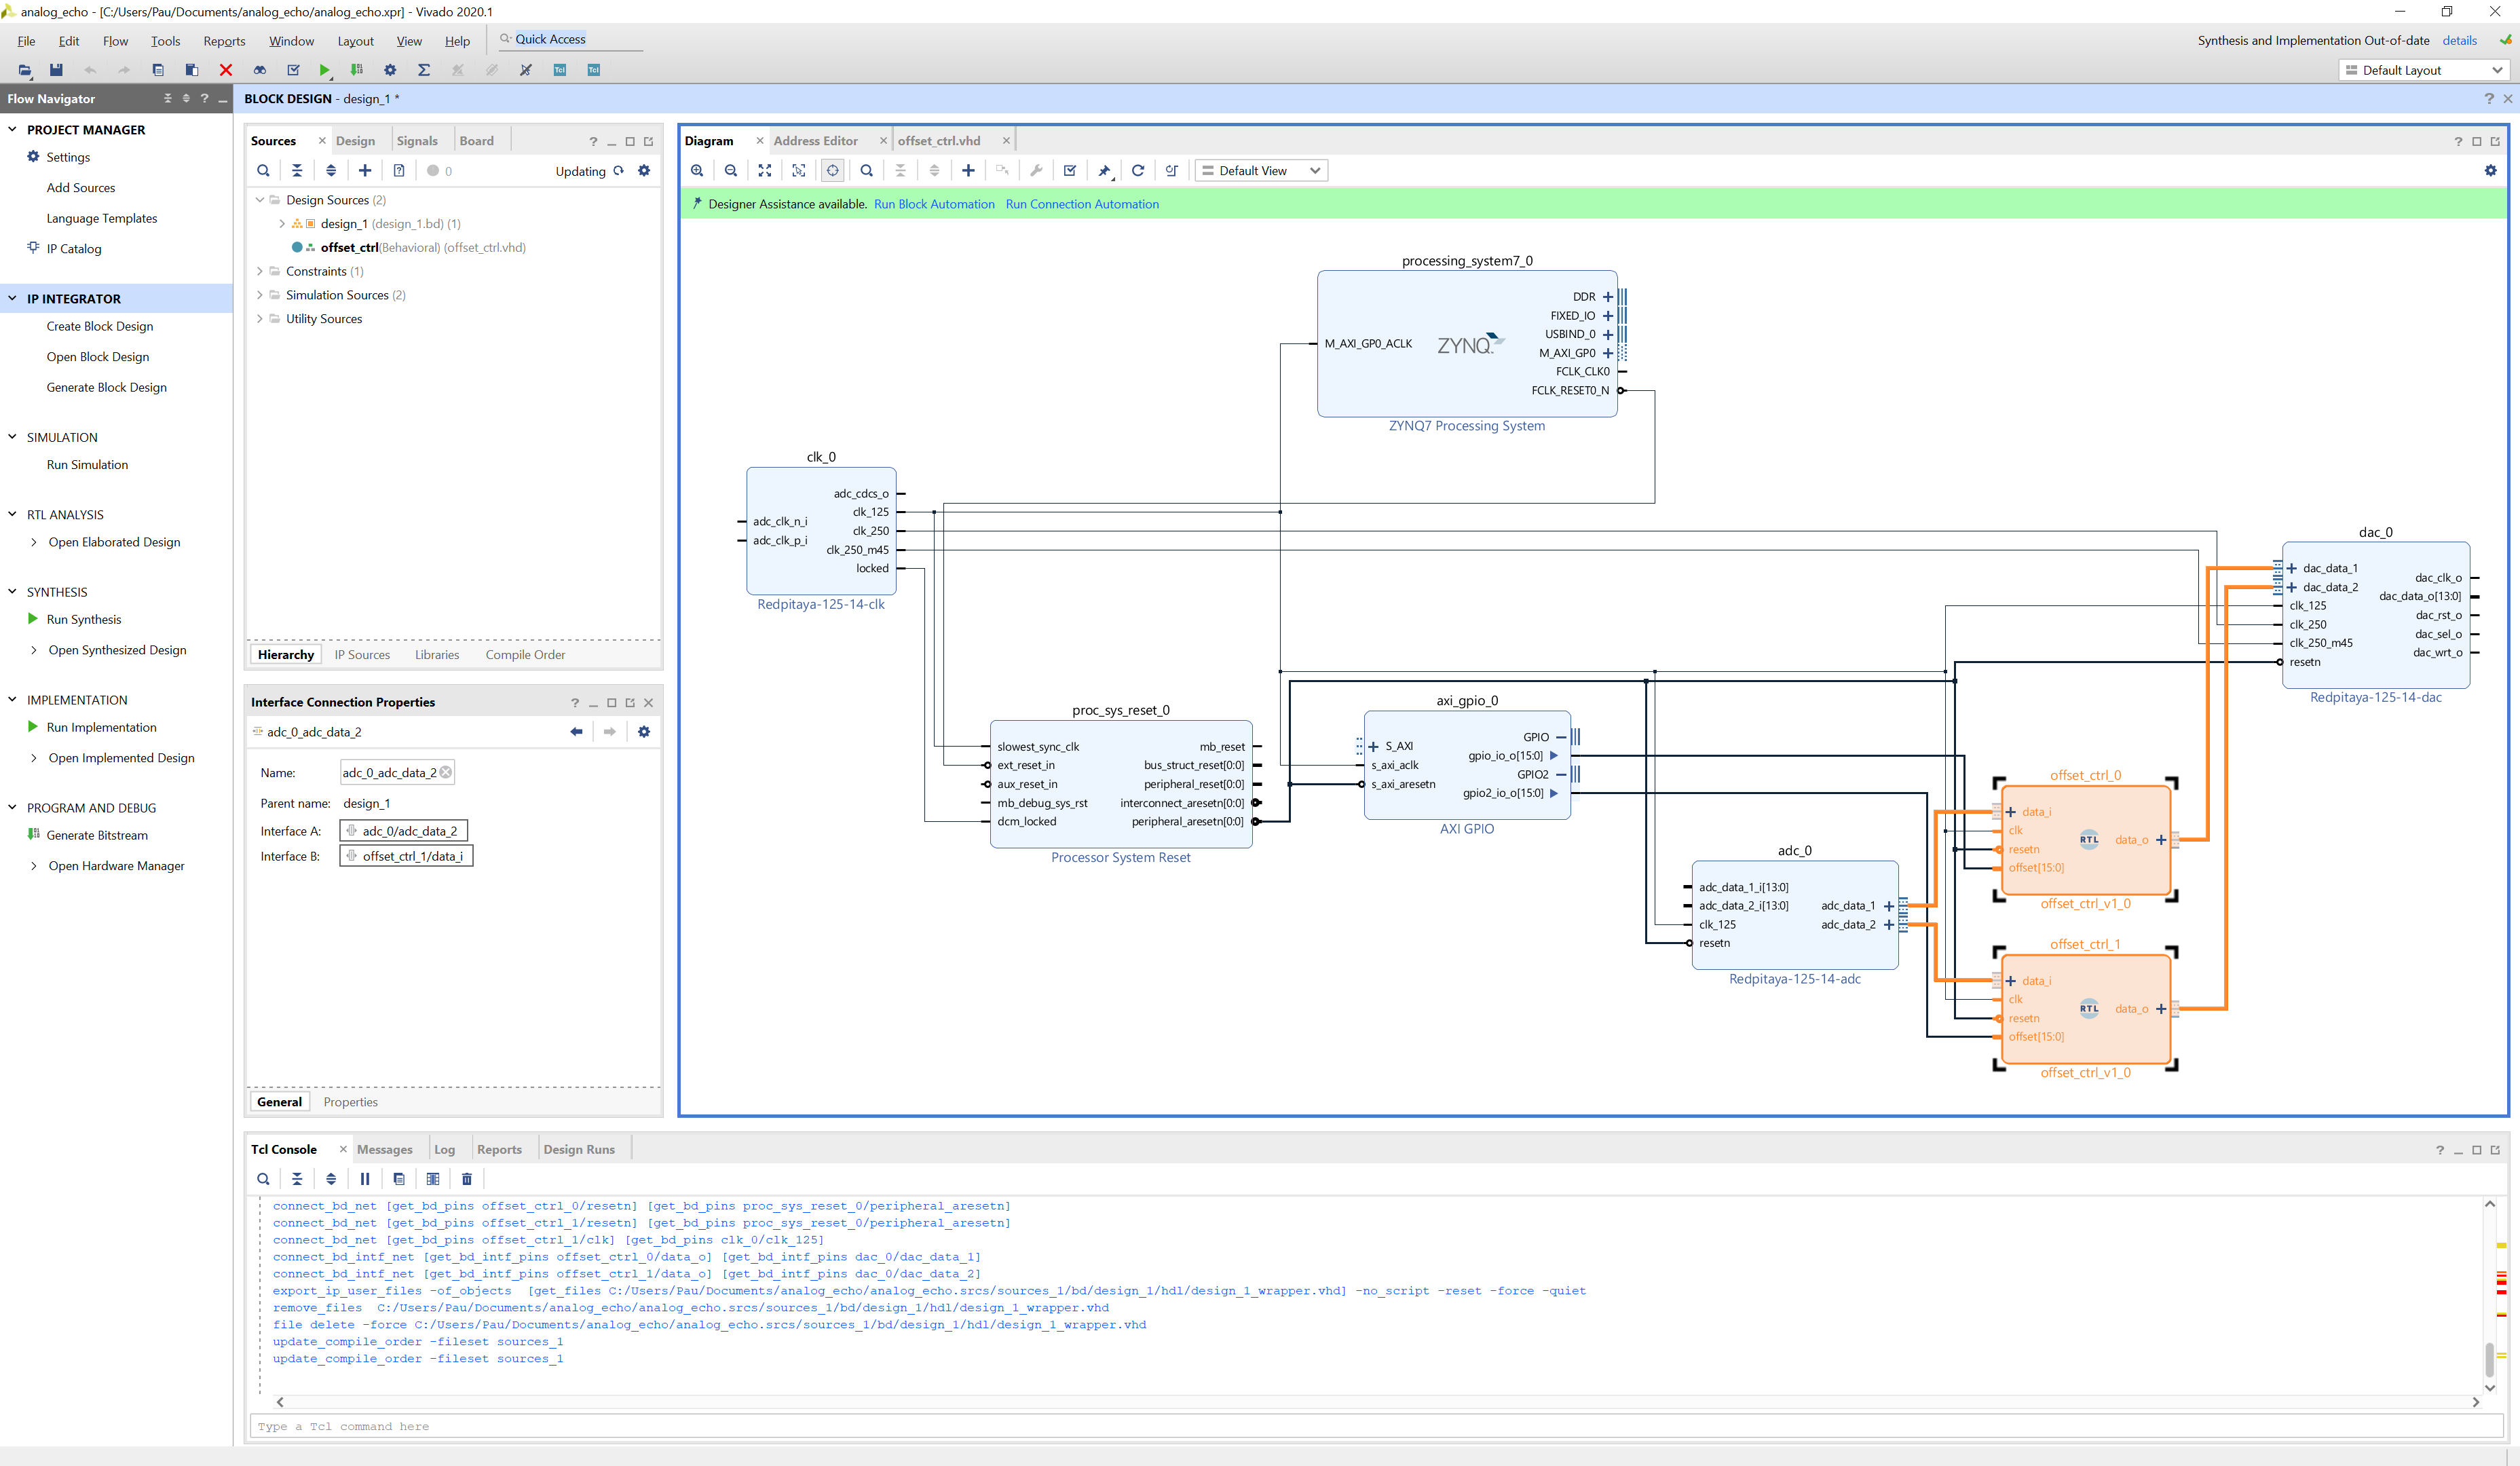 analog_echo - [C:/Users/Pau/Documents/analog_echo/analog_echo.xpr] - Vivado 2020.1
File Edit Flow Tools Reports Window Layout View Help Quick Access
Synthesis and Implementation Out-of-date details
Tcl Tcl
Default Layout
Flow Navigator
PROJECT MANAGER
Settings
Add Sources
Language Templates
IP Catalog
IP INTEGRATOR
Create Block Design
Open Block Design
Generate Block Design
SIMULATION
Run Simulation
RTL ANALYSIS
Open Elaborated Design
SYNTHESIS
Run Synthesis
Open Synthesized Design
IMPLEMENTATION
Run Implementation
Open Implemented Design
PROGRAM AND DEBUG
Generate Bitstream
Open Hardware Manager
BLOCK DESIGN - design_1 *
Sources Design Signals Board
0 Updating
Design Sources (2)
design_1 (design_1.bd) (1)
offset_ctrl(Behavioral) (offset_ctrl.vhd)
Constraints (1)
Simulation Sources (2)
Utility Sources
Hierarchy IP Sources Libraries Compile Order
Interface Connection Properties
adc_0_adc_data_2
Name: adc_0_adc_data_2
Parent name: design_1
Interface A: adc_0/adc_data_2
Interface B: offset_ctrl_1/data_i
General Properties
Diagram Address Editor offset_ctrl.vhd
Default View
Designer Assistance available. Run Block Automation Run Connection Automation
processing_system7_0
M_AXI_GP0_ACLK
ZYNQ
DDR
FIXED_IO
USBIND_0
M_AXI_GP0
FCLK_CLK0
FCLK_RESET0_N
ZYNQ7 Processing System
clk_0
adc_clk_n_i
adc_clk_p_i
adc_cdcs_o
clk_125
clk_250
clk_250_m45
locked
Redpitaya-125-14-clk
dac_0
dac_data_1
dac_data_2
clk_125
clk_250
clk_250_m45
resetn
dac_clk_o
dac_data_o[13:0]
dac_rst_o
dac_sel_o
dac_wrt_o
Redpitaya-125-14-dac
proc_sys_reset_0
slowest_sync_clk
ext_reset_in
aux_reset_in
mb_debug_sys_rst
dcm_locked
mb_reset
bus_struct_reset[0:0]
peripheral_reset[0:0]
interconnect_aresetn[0:0]
peripheral_aresetn[0:0]
Processor System Reset
axi_gpio_0
S_AXI
s_axi_aclk
s_axi_aresetn
GPIO
gpio_io_o[15:0]
GPIO2
gpio2_io_o[15:0]
AXI GPIO
adc_0
adc_data_1_i[13:0]
adc_data_2_i[13:0]
clk_125
resetn
adc_data_1
adc_data_2
Redpitaya-125-14-adc
offset_ctrl_0
data_i
clk
resetn
offset[15:0]
RTL
data_o
offset_ctrl_v1_0
offset_ctrl_1
data_i
clk
resetn
offset[15:0]
RTL
data_o
offset_ctrl_v1_0
Tcl Console Messages Log Reports Design Runs
connect_bd_net [get_bd_pins offset_ctrl_0/resetn] [get_bd_pins proc_sys_reset_0/peripheral_aresetn]
connect_bd_net [get_bd_pins offset_ctrl_1/resetn] [get_bd_pins proc_sys_reset_0/peripheral_aresetn]
connect_bd_net [get_bd_pins offset_ctrl_1/clk] [get_bd_pins clk_0/clk_125]
connect_bd_intf_net [get_bd_intf_pins offset_ctrl_0/data_o] [get_bd_intf_pins dac_0/dac_data_1]
connect_bd_intf_net [get_bd_intf_pins offset_ctrl_1/data_o] [get_bd_intf_pins dac_0/dac_data_2]
export_ip_user_files -of_objects  [get_files C:/Users/Pau/Documents/analog_echo/analog_echo.srcs/sources_1/bd/design_1/hdl/design_1_wrapper.vhd] -no_script -reset -force -quiet
remove_files  C:/Users/Pau/Documents/analog_echo/analog_echo.srcs/sources_1/bd/design_1/hdl/design_1_wrapper.vhd
file delete -force C:/Users/Pau/Documents/analog_echo/analog_echo.srcs/sources_1/bd/design_1/hdl/design_1_wrapper.vhd
update_compile_order -fileset sources_1
update_compile_order -fileset sources_1
Type a Tcl command here